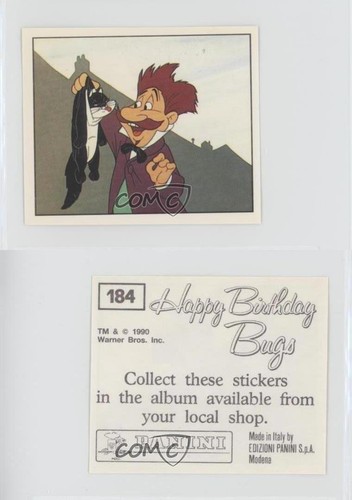 COMC
184
Happy Birthday
Bugs
TM & © 1990
Warner Bros. Inc.
Collect these stickers
in the album available from
your local shop.
PANINI
COMC
Made in Italy by
EDIZIONI PANINI S.p.A.
Modena